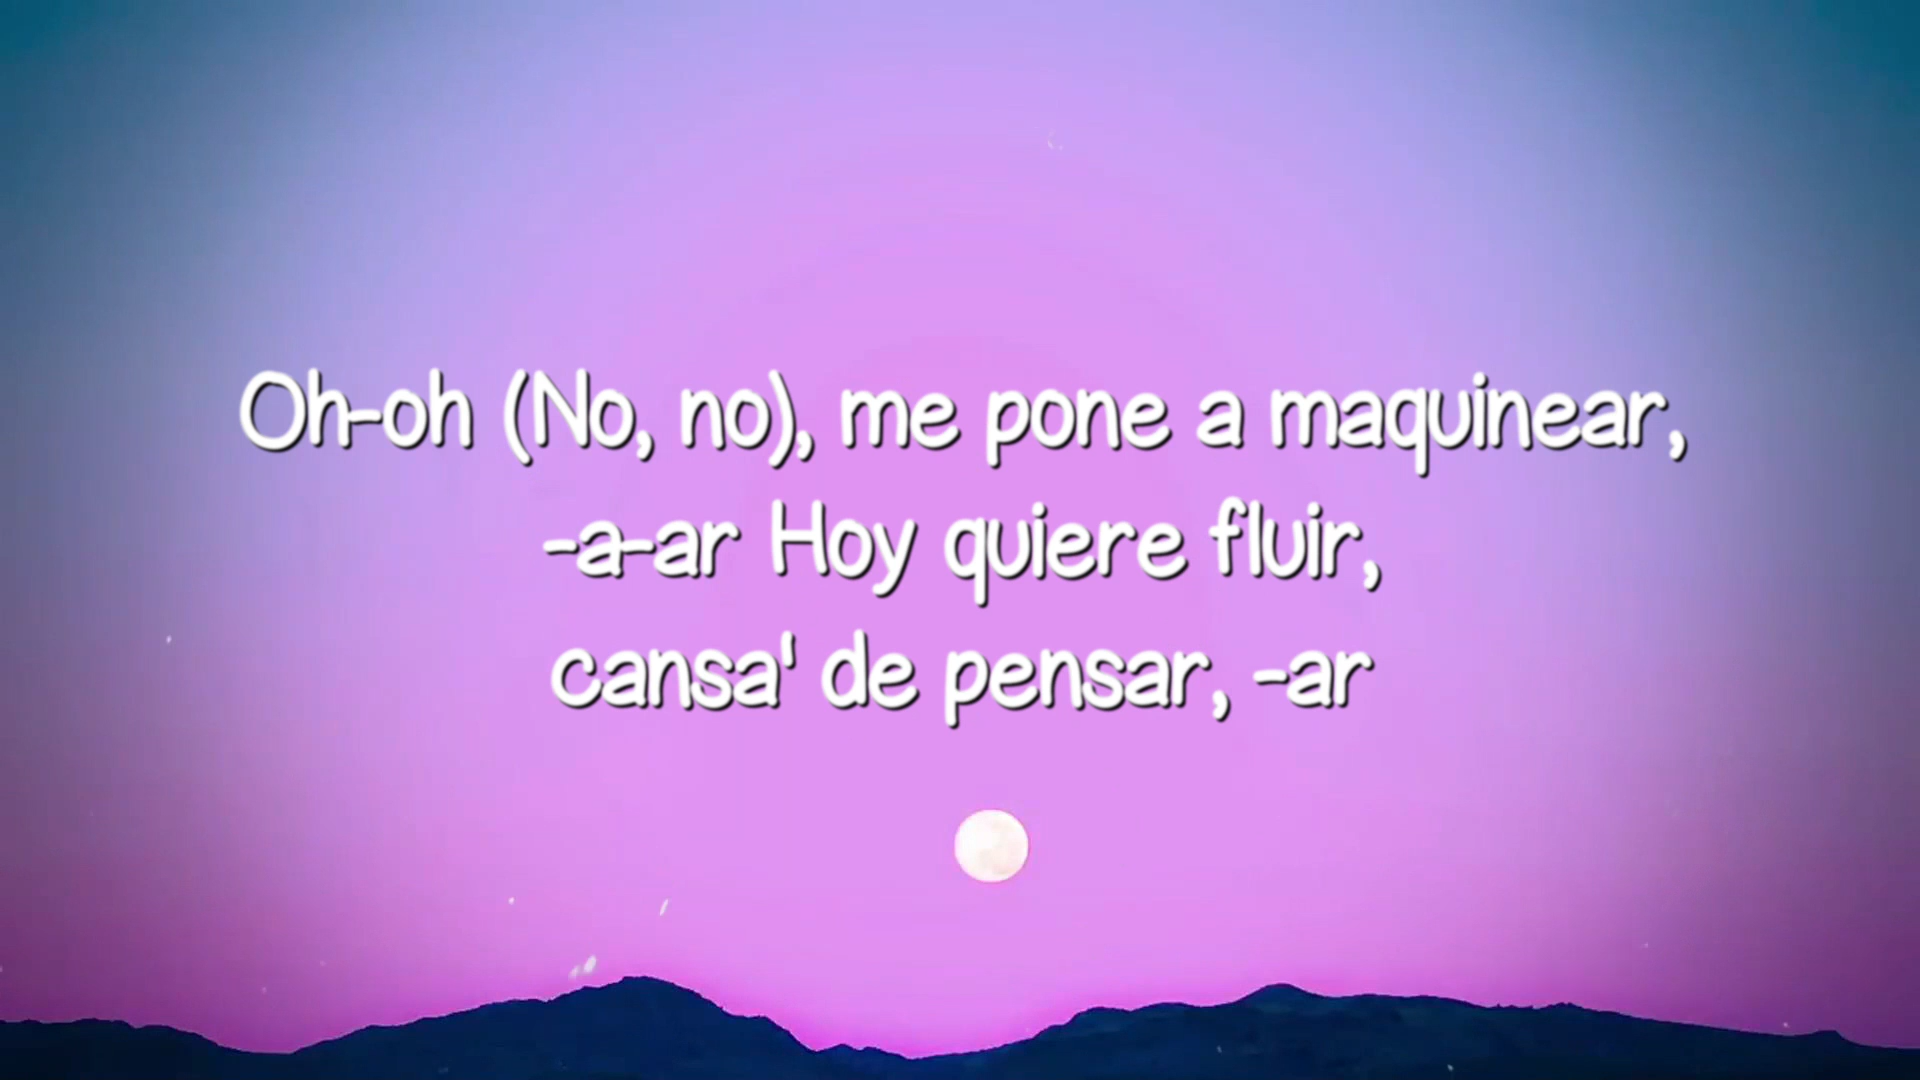 Oh-oh (No, no), me pone a maquinear,
-a-ar Hoy quiere fluir,
cansa' de pensar, -ar